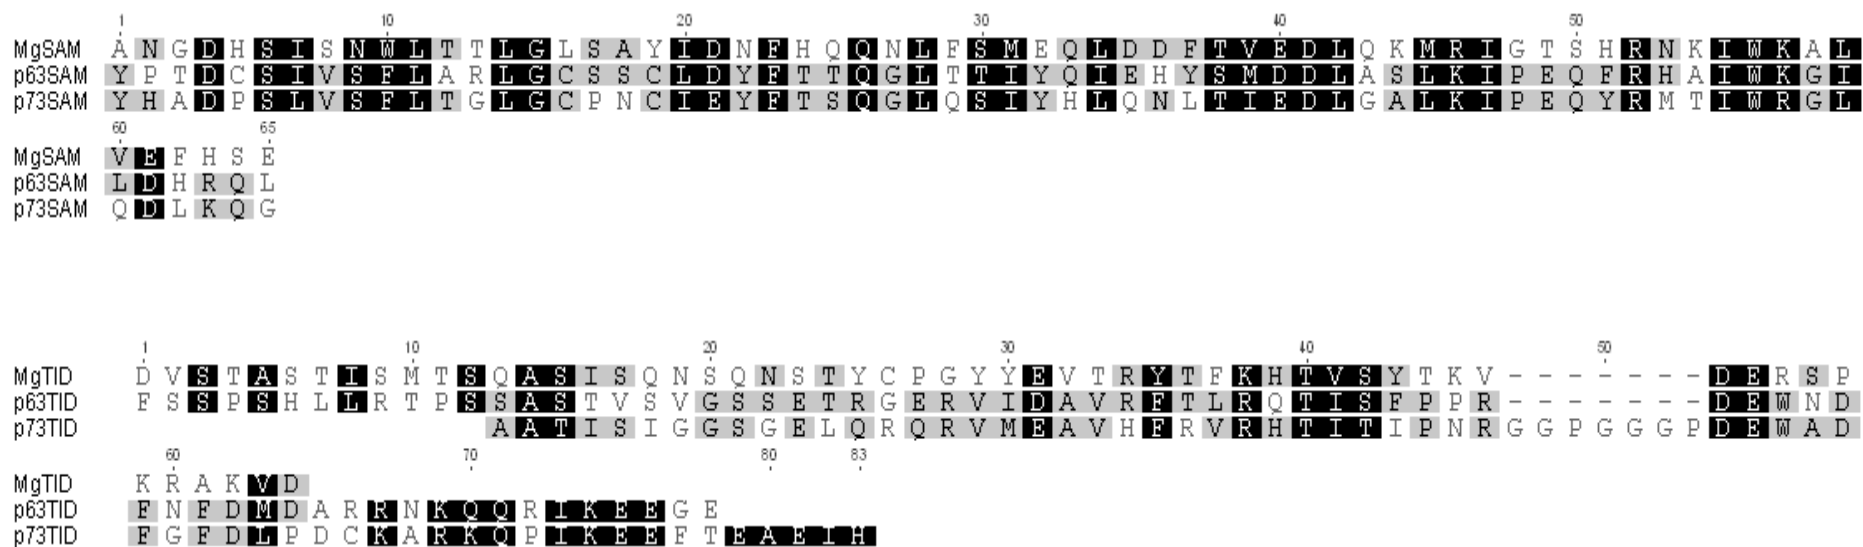 1 10 20 30 40 50
MgSAM A N G D H S I S N W L T T L G L S A Y I D N F H Q Q N L F S M E Q L D D F T V E D L Q K M R I G T S H R N K I W K A L
p63SAM Y P T D C S I V S F L A R L G C S S C L D Y F T T Q G L T T I Y Q I E H Y S M D D L A S L K I P E Q F R H A I W K G I
p73SAM Y H A D P S L V S F L T G L G C P N C I E Y F T S Q G L Q S I Y H L Q N L T I E D L G A L K I P E Q Y R M T I W R G L
60 65
MgSAM V E F H S E
p63SAM L D H R Q L
p73SAM Q D L K Q G
1 10 20 30 40 50
MgTID D V S T A S T I S M T S Q A S I S Q N S Q N S T Y C P G Y Y E V T R Y T F K H T V S Y T K V - - - - - - - D E R S P
p63TID F S S P S H L L R T P S S A S T V S V G S S E T R G E R V I D A V R F T L R Q T I S F P P R - - - - - - - D E W N D
p73TID A A T I S I G G S G E L Q R Q R V M E A V H F R V R H T I T I P N R G G P G G G P D E W A D
60 70 80 83
MgTID K R A K V D
p63TID F N F D M D A R R N K Q Q R I K E E G E
p73TID F G F D L P D C K A R K Q P I K E E F T E A E I H